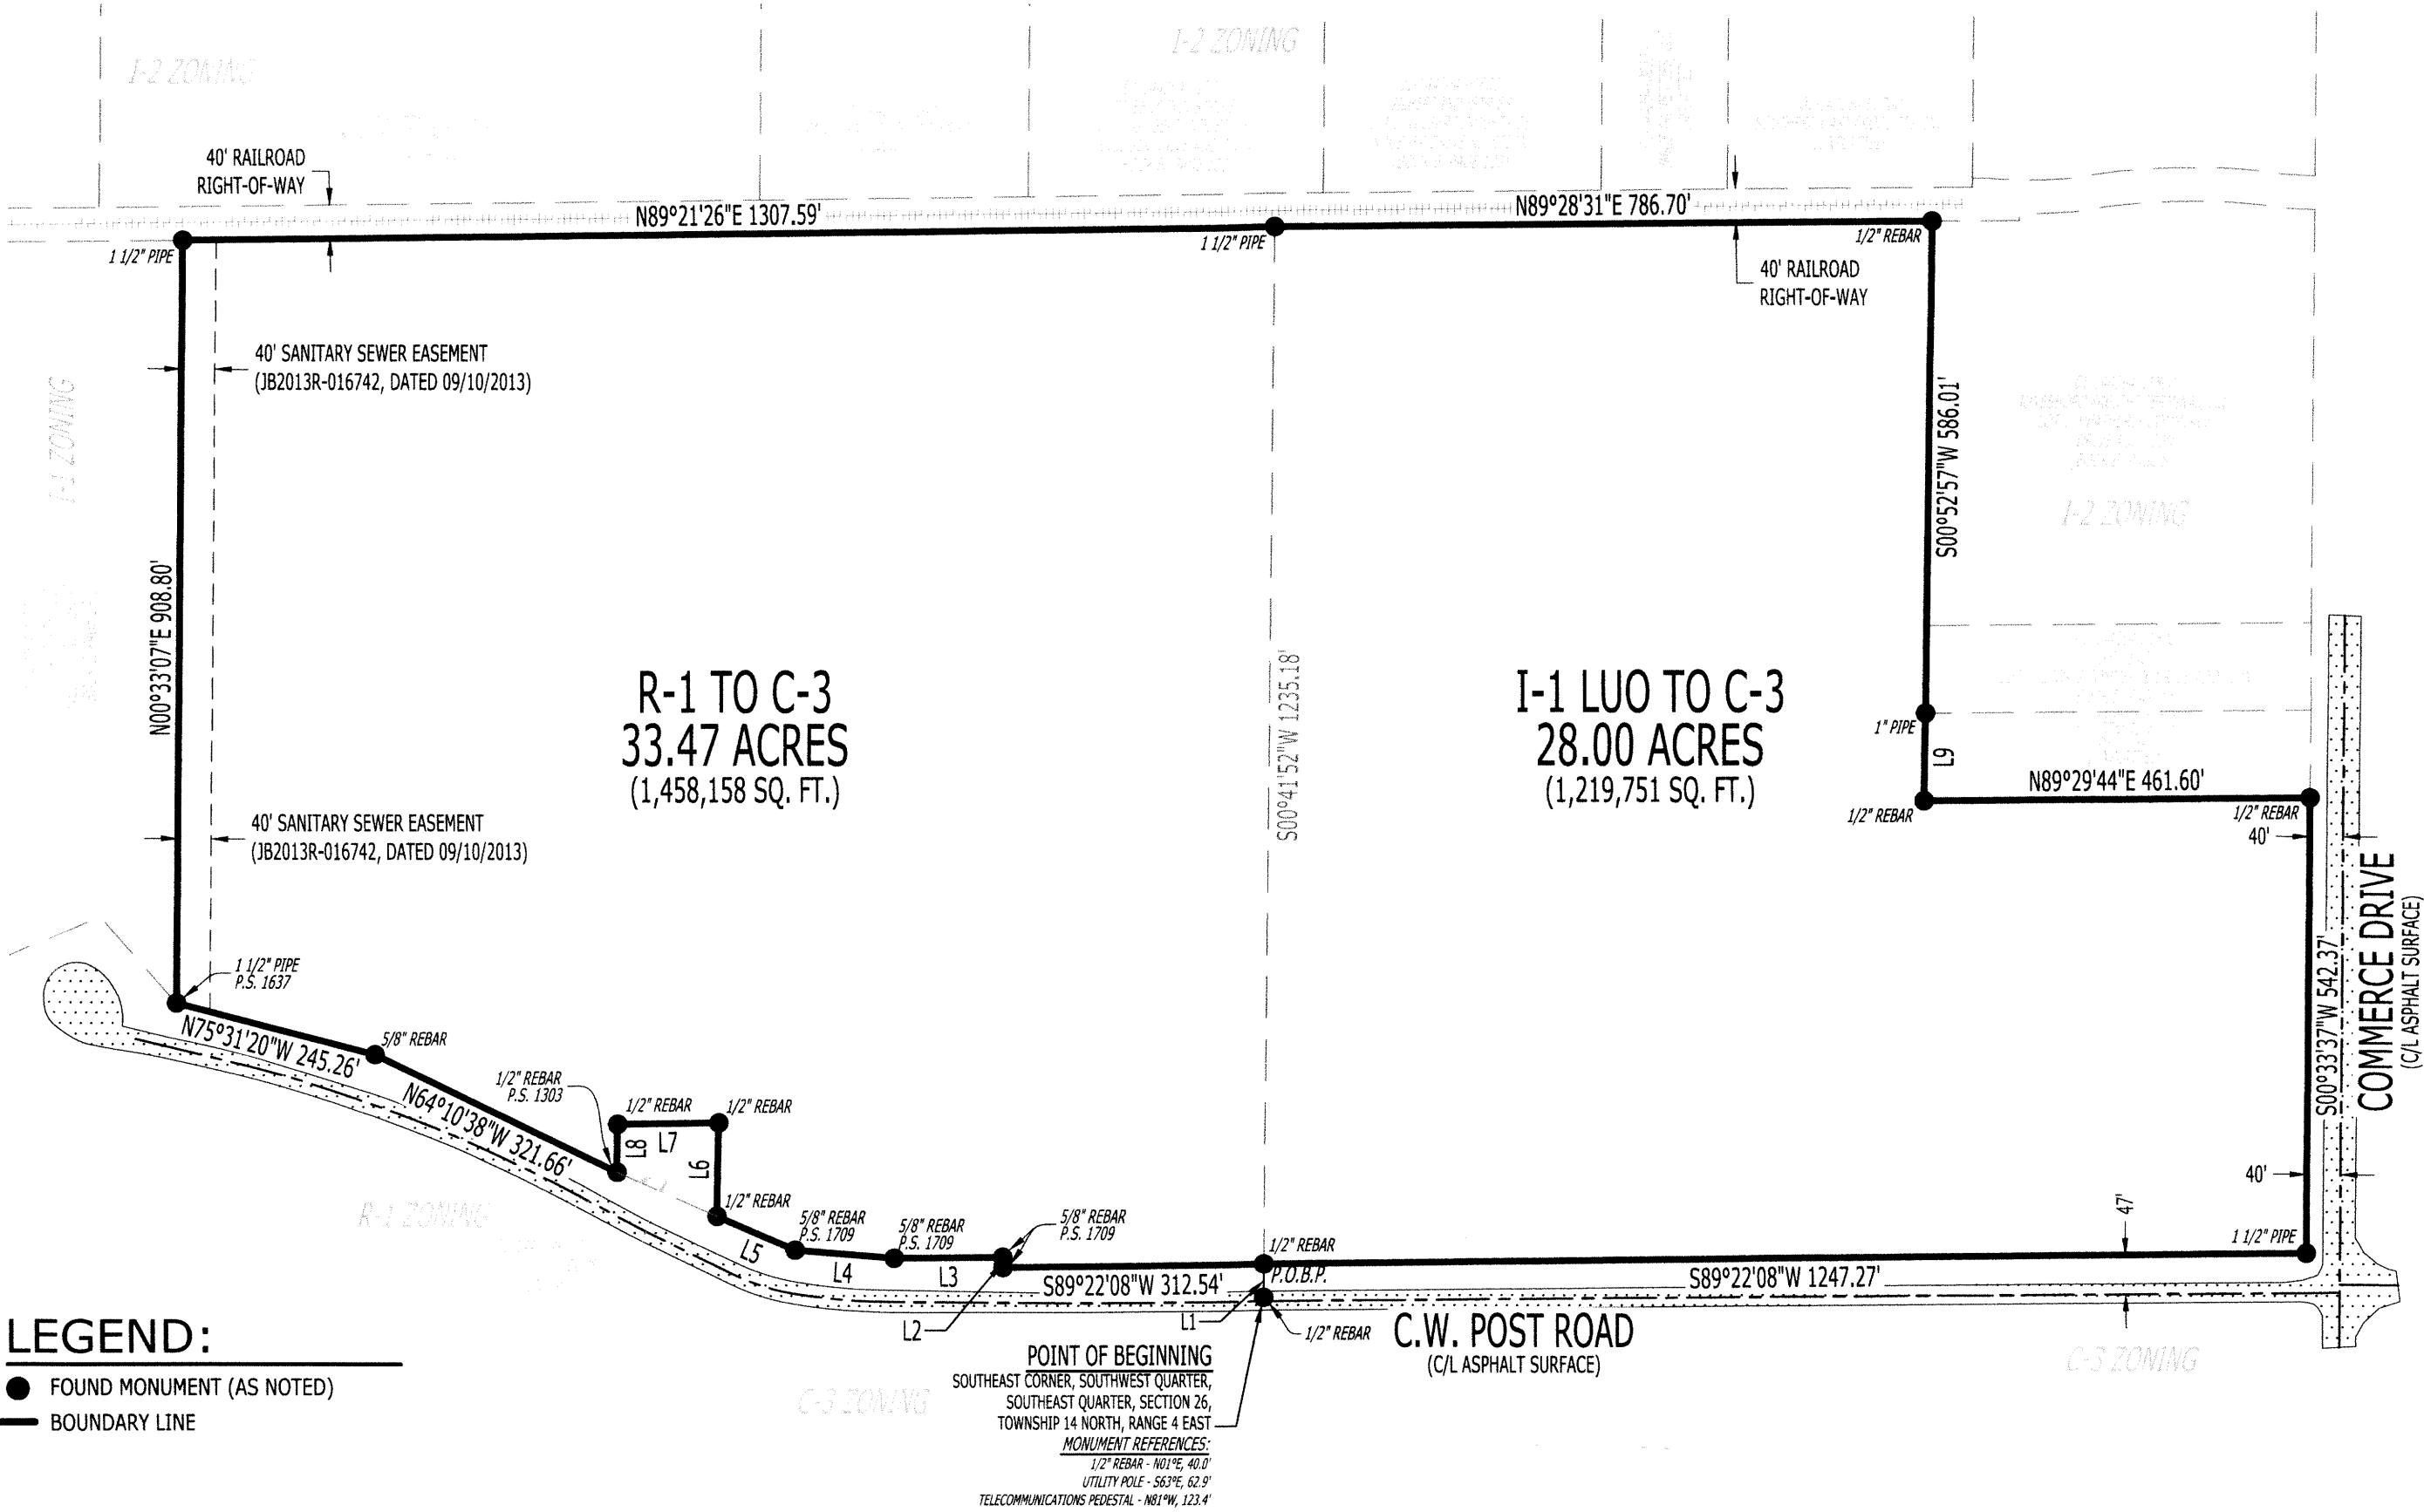 I-2 ZONING
I-2 ZONING
40' RAILROAD
RIGHT-OF-WAY
N89°21'26"E 1307.59'
N89°28'31"E 786.70'
1 1/2" PIPE
1 1/2" PIPE
1/2" REBAR
40' RAILROAD
RIGHT-OF-WAY
40' SANITARY SEWER EASEMENT
(JB2013R-016742, DATED 09/10/2013)
I-1 ZONING
S00°52'57"W 586.01'
I-2 ZONING
N00°33'07"E 908.80'
R-1 TO C-3
33.47 ACRES
(1,458,158 SQ. FT.)
S00°41'52"W 1235.18'
I-1 LUO TO C-3
28.00 ACRES
(1,219,751 SQ. FT.)
1" PIPE
L9
N89°29'44"E 461.60'
1/2" REBAR
1/2" REBAR
40'
40' SANITARY SEWER EASEMENT
(JB2013R-016742, DATED 09/10/2013)
COMMERCE DRIVE
(C/L ASPHALT SURFACE)
S00°33'37"W 542.37'
1 1/2" PIPE
P.S. 1637
N75°31'20"W 245.26'
5/8" REBAR
N64°10'38"W 321.66'
1/2" REBAR
P.S. 1303
1/2" REBAR
1/2" REBAR
L8
L7
L6
40'
47'
R-1 ZONING
1/2" REBAR
5/8" REBAR
P.S. 1709
5/8" REBAR
P.S. 1709
5/8" REBAR
P.S. 1709
1/2" REBAR
P.O.B.P.
1 1/2" PIPE
L5
L4
L3
S89°22'08"W 312.54'
S89°22'08"W 1247.27'
L2
L1
1/2" REBAR
C.W. POST ROAD
(C/L ASPHALT SURFACE)
C-3 ZONING
LEGEND:
FOUND MONUMENT (AS NOTED)
BOUNDARY LINE
C-3 ZONING
POINT OF BEGINNING
SOUTHEAST CORNER, SOUTHWEST QUARTER,
SOUTHEAST QUARTER, SECTION 26,
TOWNSHIP 14 NORTH, RANGE 4 EAST
MONUMENT REFERENCES:
1/2" REBAR - N01°E, 40.0'
UTILITY POLE - S63°E, 62.9'
TELECOMMUNICATIONS PEDESTAL - N81°W, 123.4'